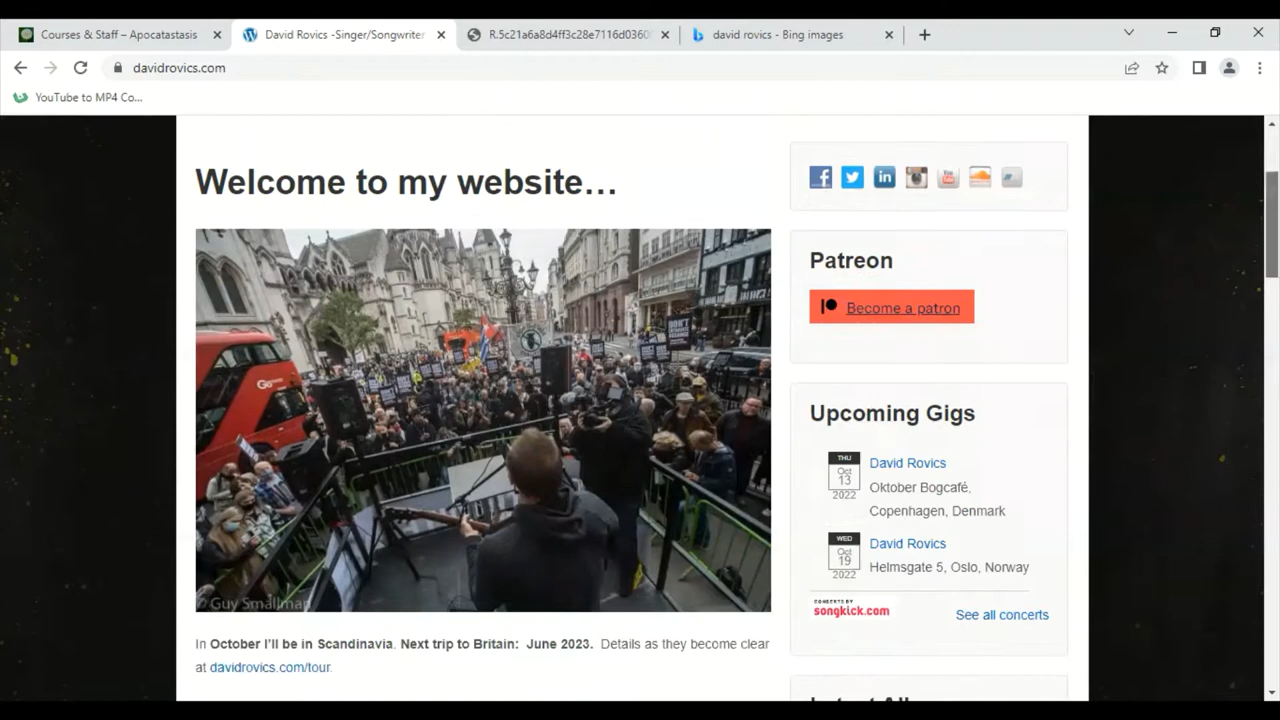 Courses & Staff – Apocatastasis
David Rovics -Singer/Songwriter
R.5c21a6a8d4ff3c28e7116d0360
david rovics - Bing images
davidrovics.com
YouTube to MP4 Co...
Welcome to my website…
Go
© Guy Smallman
In October I'll be in Scandinavia. Next trip to Britain: June 2023. Details as they become clear
at davidrovics.com/tour.
Patreon
Become a patron
Upcoming Gigs
THU
Oct
13
2022
David Rovics
Oktober Bogcafé,
Copenhagen, Denmark
WED
Oct
19
2022
David Rovics
Helmsgate 5, Oslo, Norway
CONCERTS BY
songkick.com
See all concerts